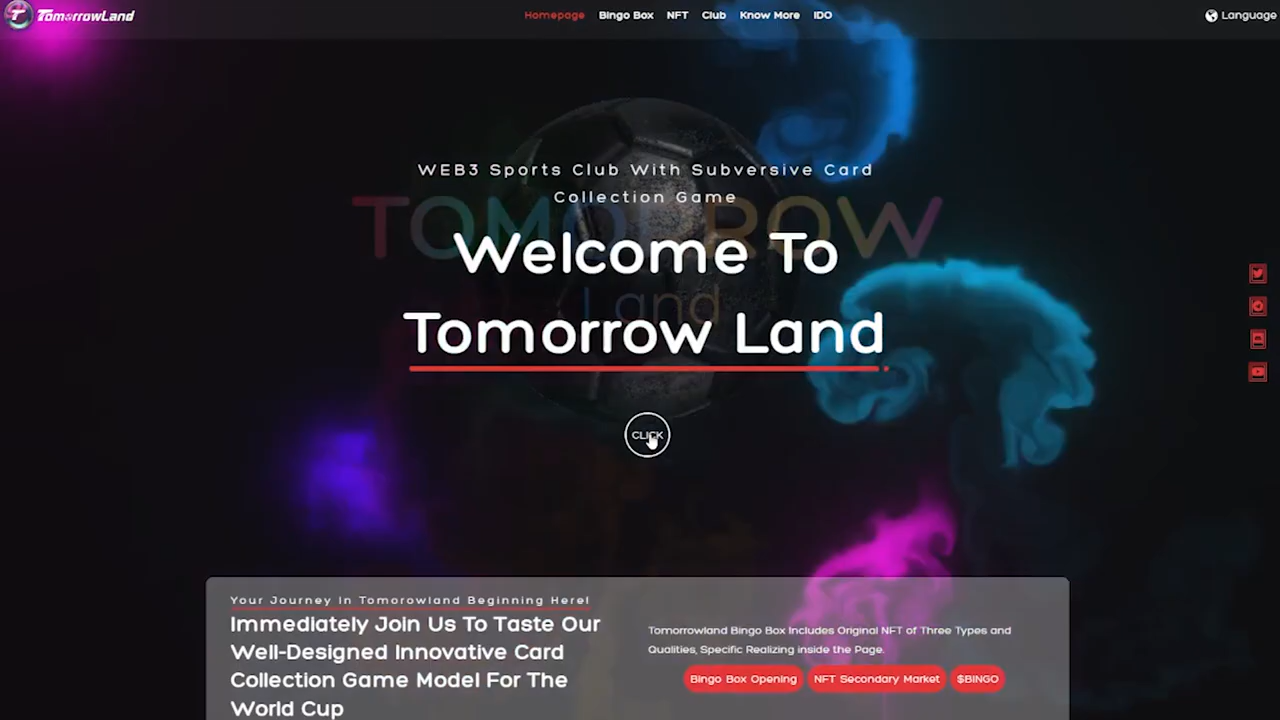 TomorrowLand
Homepage Bingo Box NFT Club Know More IDO
Language
WEB3 Sports Club With Subversive Card
Collection Game
TOMORROW
Land
Welcome To
Tomorrow Land
CLICK
Your Journey In Tomorowland Beginning Here!
Immediately Join Us To Taste Our
Well-Designed Innovative Card
Collection Game Model For The
World Cup
Tomorrowland Bingo Box Includes Original NFT of Three Types and
Qualities, Specific Realizing inside the Page.
Bingo Box Opening NFT Secondary Market $BINGO